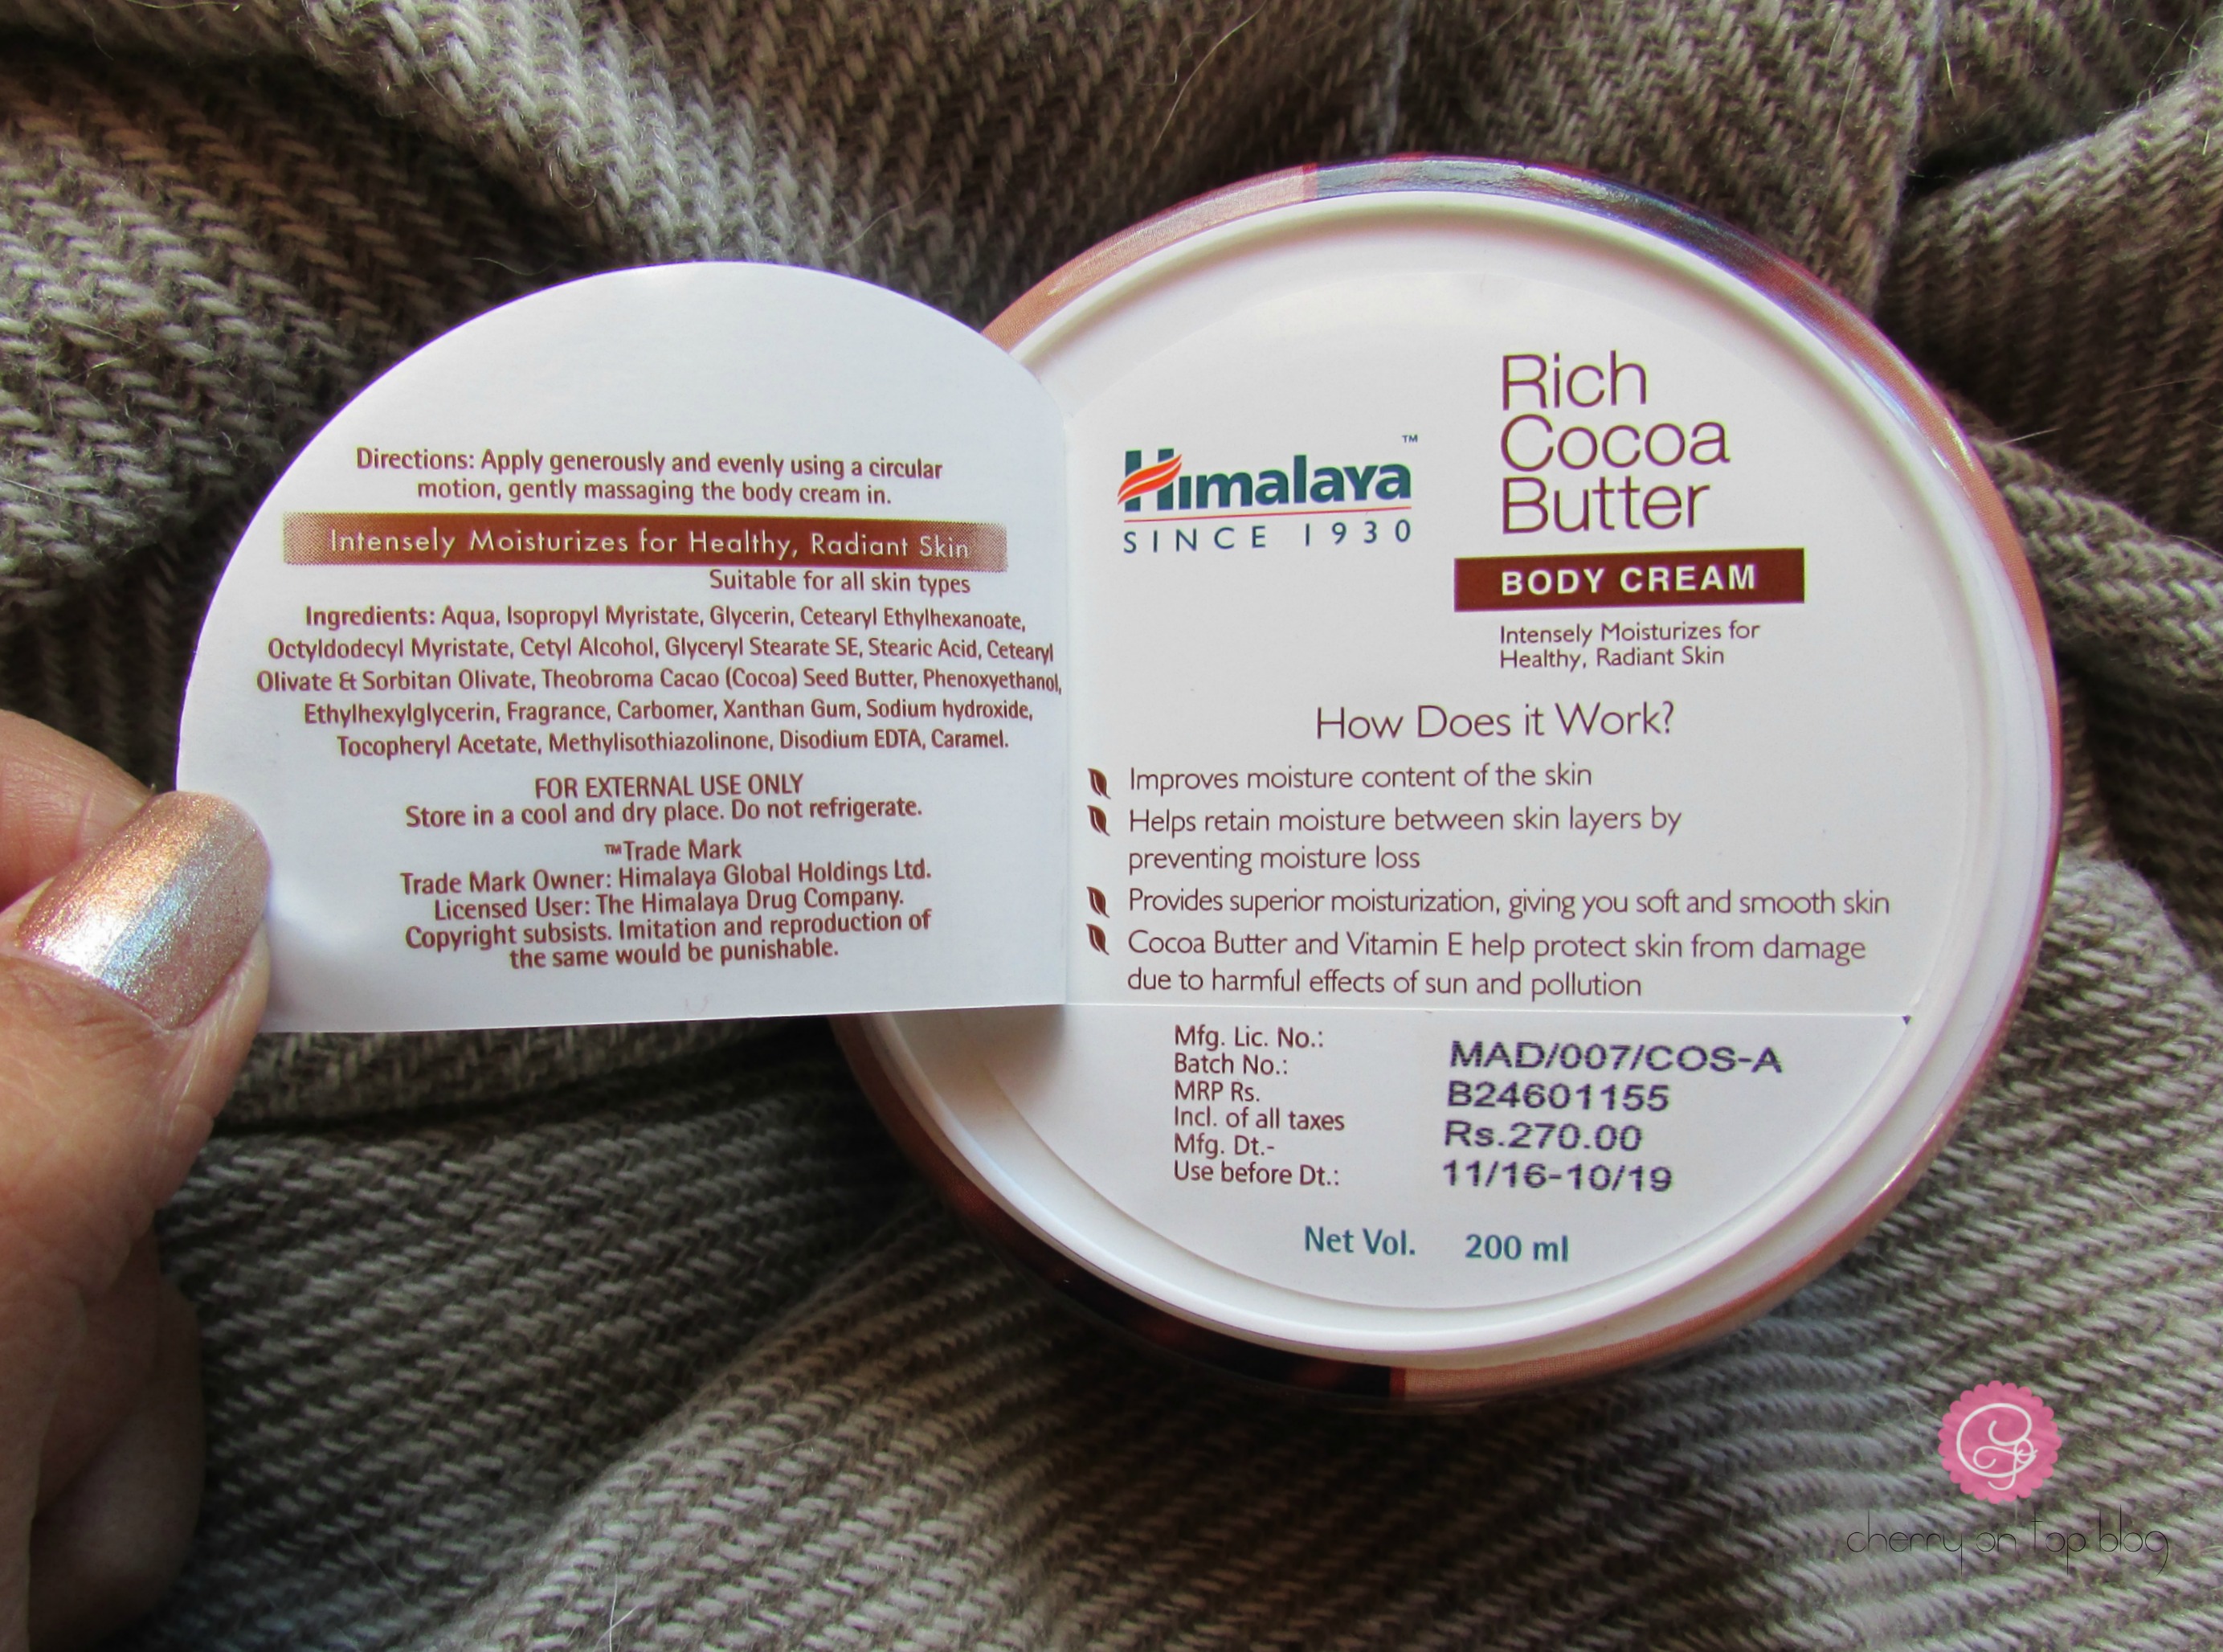 Directions: Apply generously and evenly using a circular
motion, gently massaging the body cream in.
Intensely Moisturizes for Healthy, Radiant Skin
Suitable for all skin types
Ingredients: Aqua, Isopropyl Myristate, Glycerin, Cetearyl Ethylhexanoate,
Octyldodecyl Myristate, Cetyl Alcohol, Glyceryl Stearate SE, Stearic Acid, Cetearyl
Olivate & Sorbitan Olivate, Theobroma Cacao (Cocoa) Seed Butter, Phenoxyethanol,
Ethylhexylglycerin, Fragrance, Carbomer, Xanthan Gum, Sodium hydroxide,
Tocopheryl Acetate, Methylisothiazolinone, Disodium EDTA, Caramel.
FOR EXTERNAL USE ONLY
Store in a cool and dry place. Do not refrigerate.
™Trade Mark
Trade Mark Owner: Himalaya Global Holdings Ltd.
Licensed User: The Himalaya Drug Company.
Copyright subsists. Imitation and reproduction of
the same would be punishable.
Himalaya™
SINCE 1930
Rich
Cocoa
Butter
BODY CREAM
Intensely Moisturizes for
Healthy, Radiant Skin
How Does it Work?
Improves moisture content of the skin
Helps retain moisture between skin layers by
preventing moisture loss
Provides superior moisturization, giving you soft and smooth skin
Cocoa Butter and Vitamin E help protect skin from damage
due to harmful effects of sun and pollution
Mfg. Lic. No.: MAD/007/COS-A
Batch No.: B24601155
MRP Rs.
Incl. of all taxes Rs.270.00
Mfg. Dt.-
Use before Dt.: 11/16-10/19
Net Vol. 200 ml
cherry on top blog